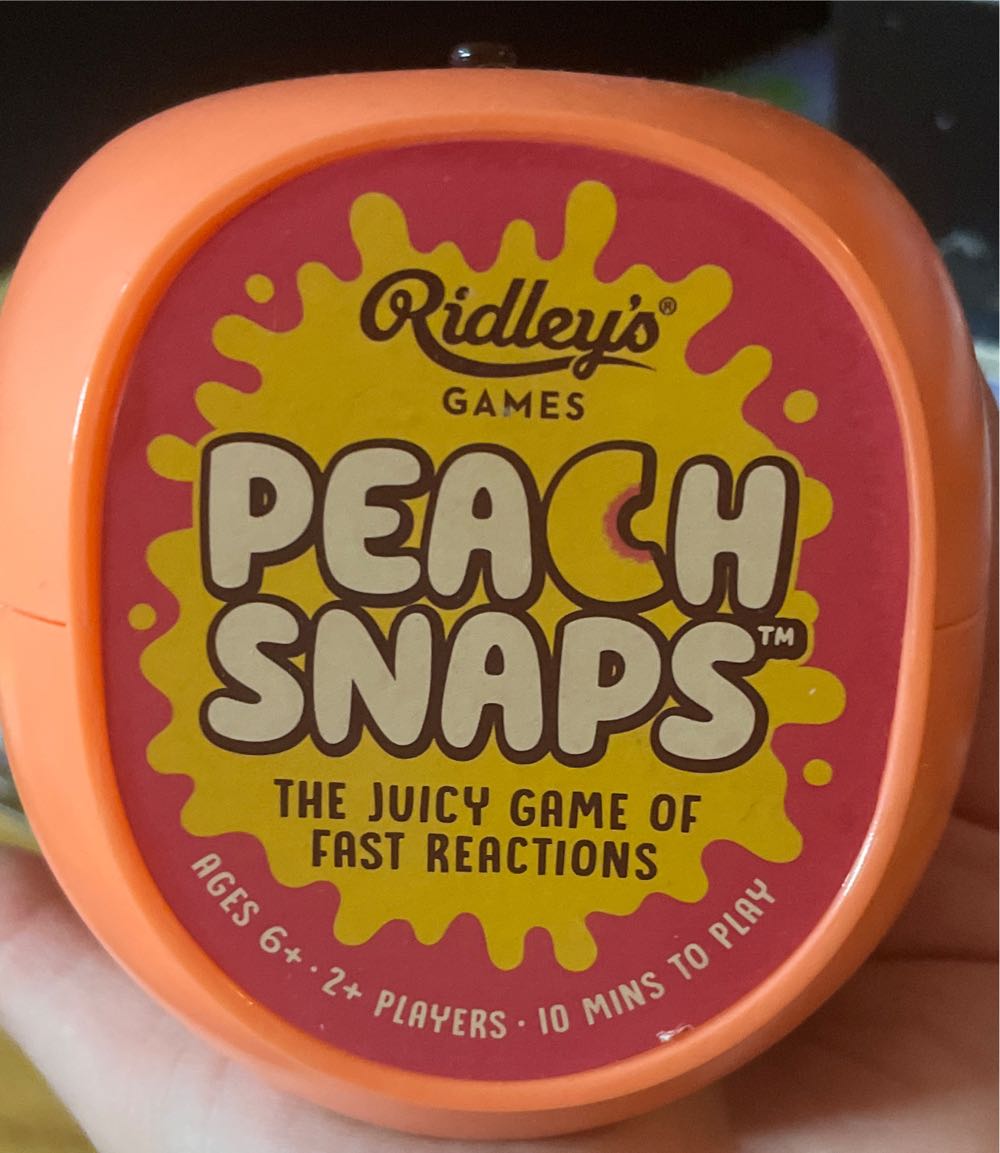 Ridley's®
GAMES
PEACH
SNAPS™
THE JUICY GAME OF
FAST REACTIONS
AGES 6+ · 2+ PLAYERS · 10 MINS TO PLAY